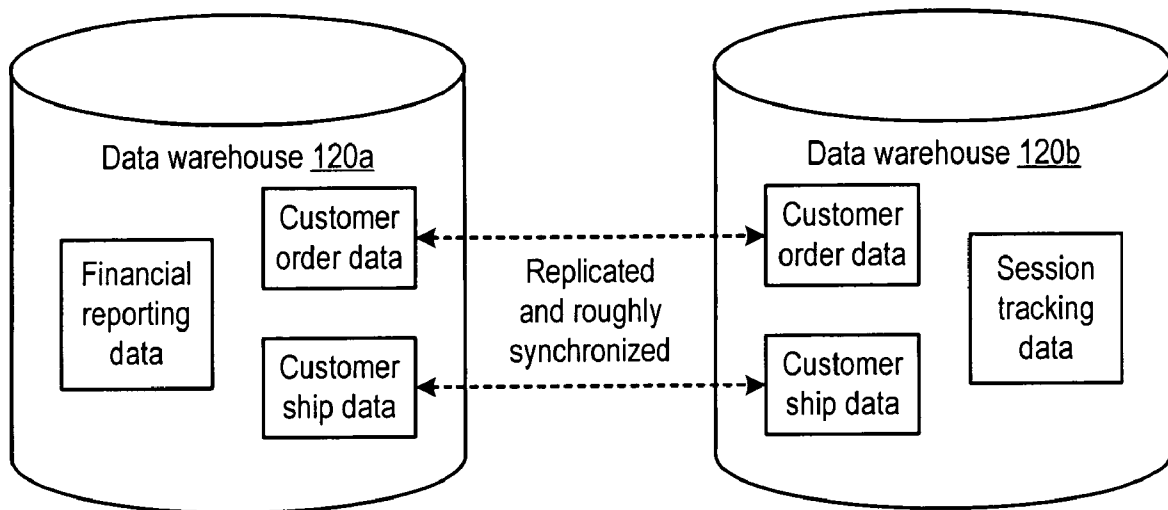 Data warehouse 120a
Financial
reporting
data
Customer
order data
Customer
ship data
Replicated
and roughly
synchronized
Data warehouse 120b
Customer
order data
Customer
ship data
Session
tracking
data